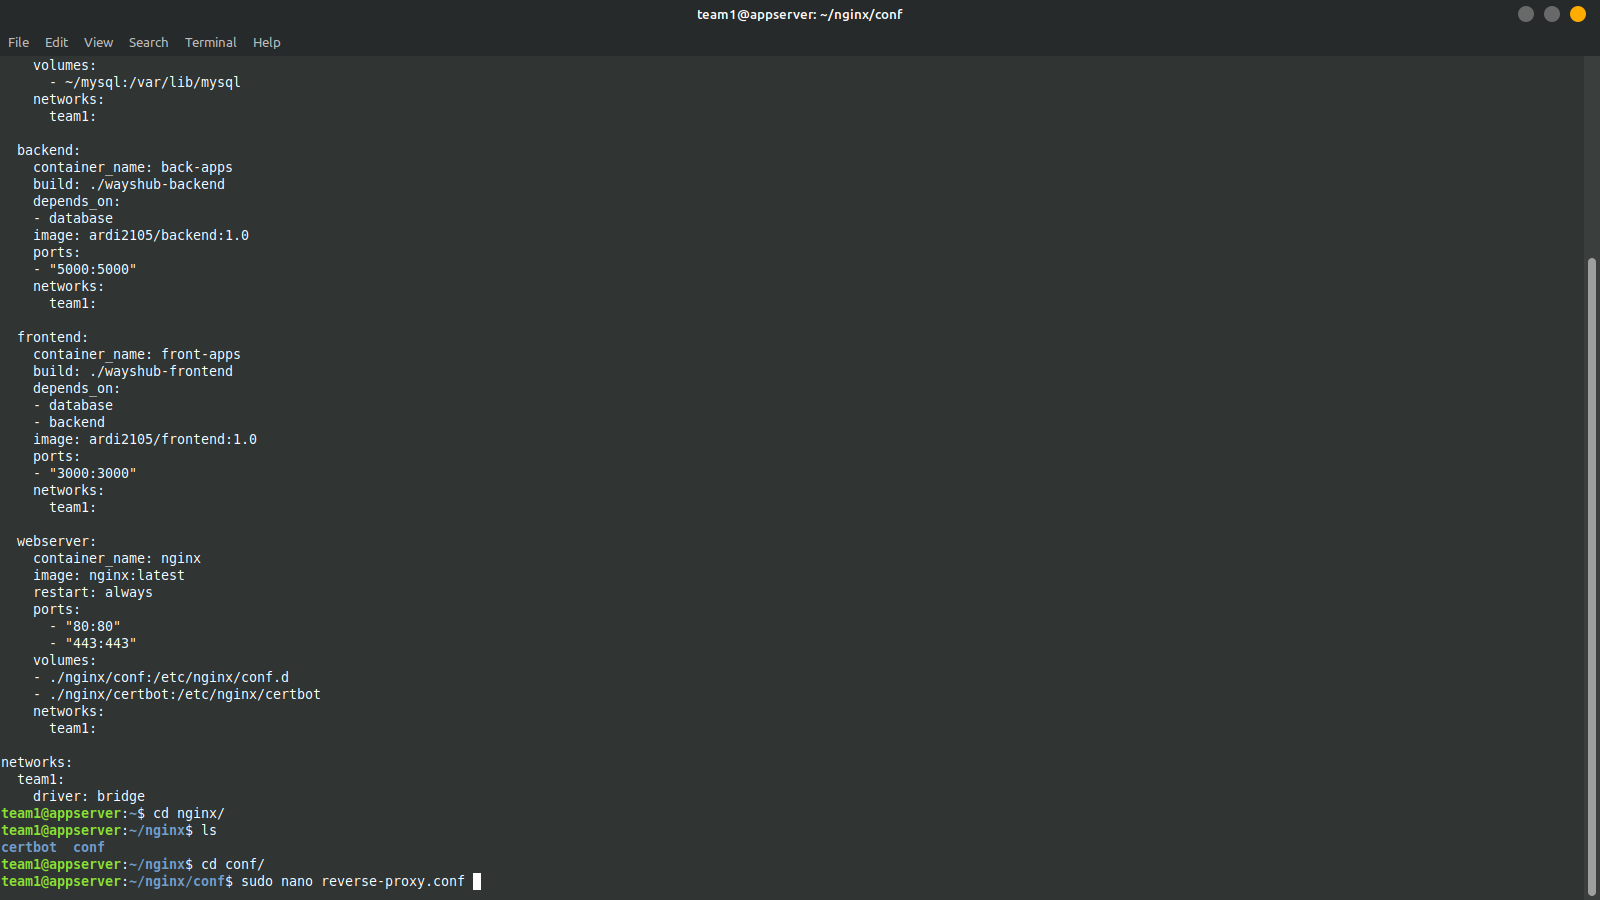 team1@appserver: ~/nginx/conf
File Edit View Search Terminal Help
    volumes:
      - ~/mysql:/var/lib/mysql
    networks:
      team1:

  backend:
    container_name: back-apps
    build: ./wayshub-backend
    depends_on:
    - database
    image: ardi2105/backend:1.0
    ports:
    - "5000:5000"
    networks:
      team1:

  frontend:
    container_name: front-apps
    build: ./wayshub-frontend
    depends_on:
    - database
    - backend
    image: ardi2105/frontend:1.0
    ports:
    - "3000:3000"
    networks:
      team1:

  webserver:
    container_name: nginx
    image: nginx:latest
    restart: always
    ports:
      - "80:80"
      - "443:443"
    volumes:
    - ./nginx/conf:/etc/nginx/conf.d
    - ./nginx/certbot:/etc/nginx/certbot
    networks:
      team1:

networks:
  team1:
    driver: bridge
team1@appserver:~$ cd nginx/
team1@appserver:~/nginx$ ls
certbot  conf
team1@appserver:~/nginx$ cd conf/
team1@appserver:~/nginx/conf$ sudo nano reverse-proxy.conf